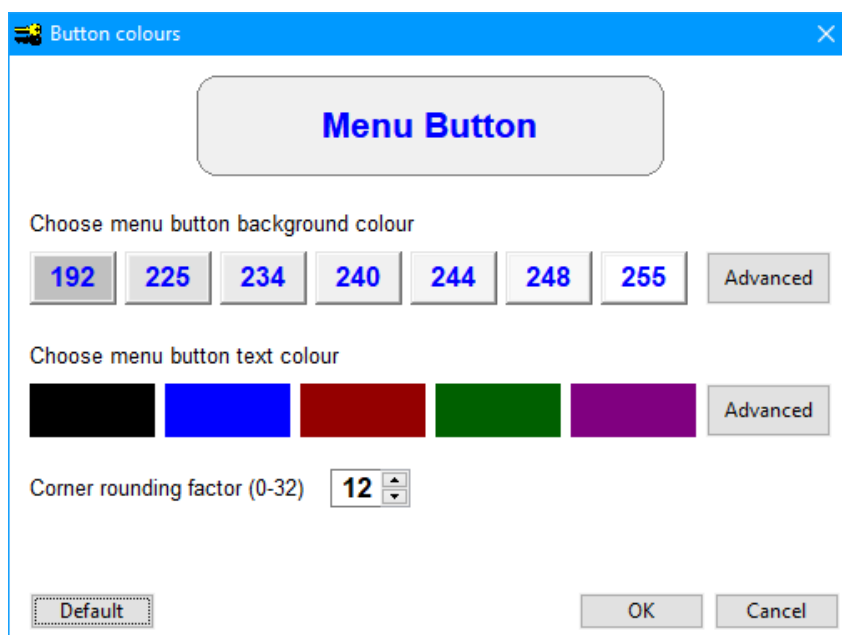 Button colours
Menu Button
Choose menu button background colour
192 225 234 240 244 248 255 Advanced
Choose menu button text colour
Advanced
Corner rounding factor (0-32) 12
Default OK Cancel